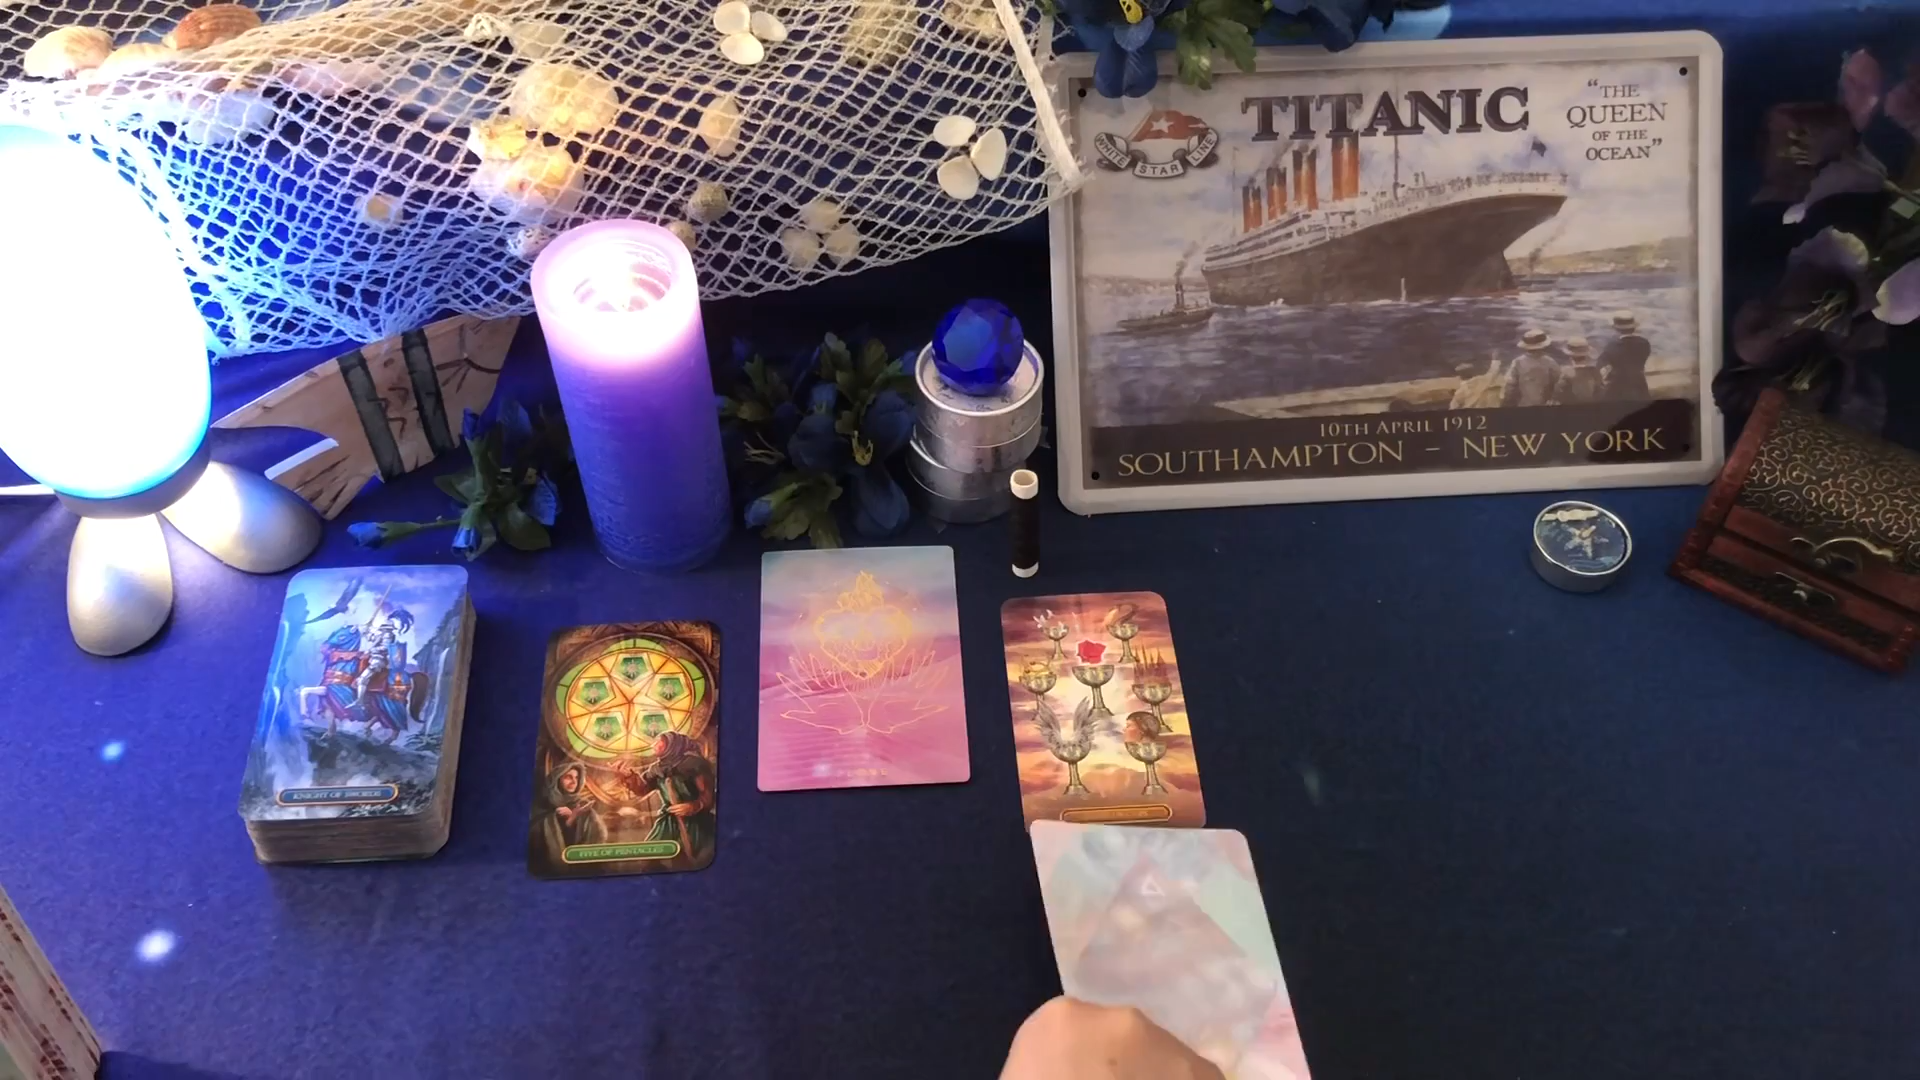 TITANIC
"THE
QUEEN
OF THE
OCEAN"
WHITE STAR LINE
10TH APRIL 1912
SOUTHAMPTON - NEW YORK
KNIGHT OF SWORDS
FIVE OF PENTACLES